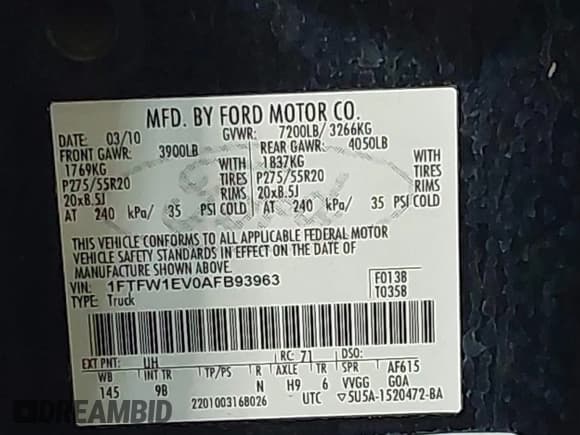 MFD. BY FORD MOTOR CO.
DATE: 03/10 GVWR: 7200LB/ 3266KG
FRONT GAWR: 3900LB REAR GAWR: 4050LB
1769KG WITH 1837KG WITH
P275/55R20 TIRES P275/55R20 TIRES
20x8.5J RIMS 20x8.5J RIMS
AT 240 kPa/ 35 PSI COLD AT 240 kPa/ 35 PSI COLD
THIS VEHICLE CONFORMS TO ALL APPLICABLE FEDERAL MOTOR
VEHICLE SAFETY STANDARDS IN EFFECT ON THE DATE OF
MANUFACTURE SHOWN ABOVE.
VIN: 1FTFW1EV0AFB93963 F0138
TYPE: Truck T0358
EXT PNT: UH RC: 71 DSO:
WB INT TR TP/PS R AXLE TR SPR AF615
145 9B N H9 6 VVGG G0A
2201003168026 UTC ▽5U5A-1520472-BA
DREAMBID